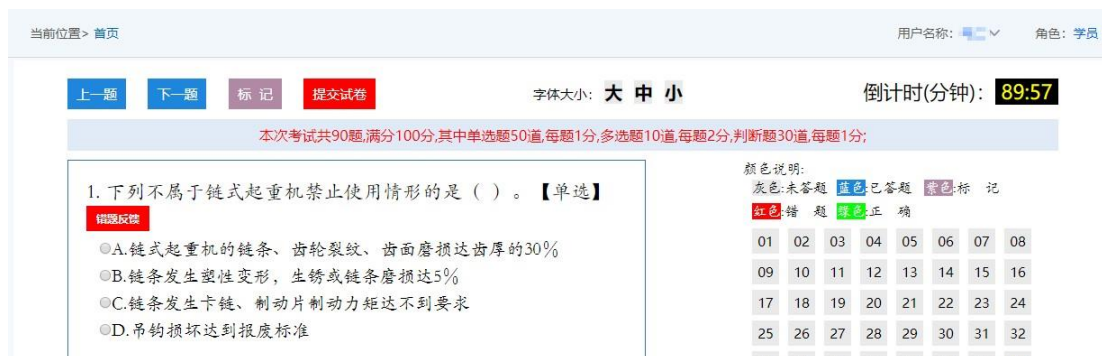 当前位置> 首页
用户名称:
角色: 学员
上一题 下一题 标 记 提交试卷
字体大小: 大 中 小
倒计时(分钟): 89:57
本次考试共90题,满分100分,其中单选题50道,每题1分,多选题10道,每题2分,判断题30道,每题1分;
1. 下列不属于链式起重机禁止使用情形的是（ ）。【单选】
错题反馈
A.链式起重机的链条、齿轮裂纹、齿面磨损达齿厚的30%
B.链条发生塑性变形，生锈或链条磨损达5%
C.链条发生卡链、制动片制动力矩达不到要求
D.吊钩损坏达到报废标准
颜色说明:
灰色:未答题 蓝色:已答题 紫色:标 记
红色:错 题 绿色:正 确
01 02 03 04 05 06 07 08
09 10 11 12 13 14 15 16
17 18 19 20 21 22 23 24
25 26 27 28 29 30 31 32